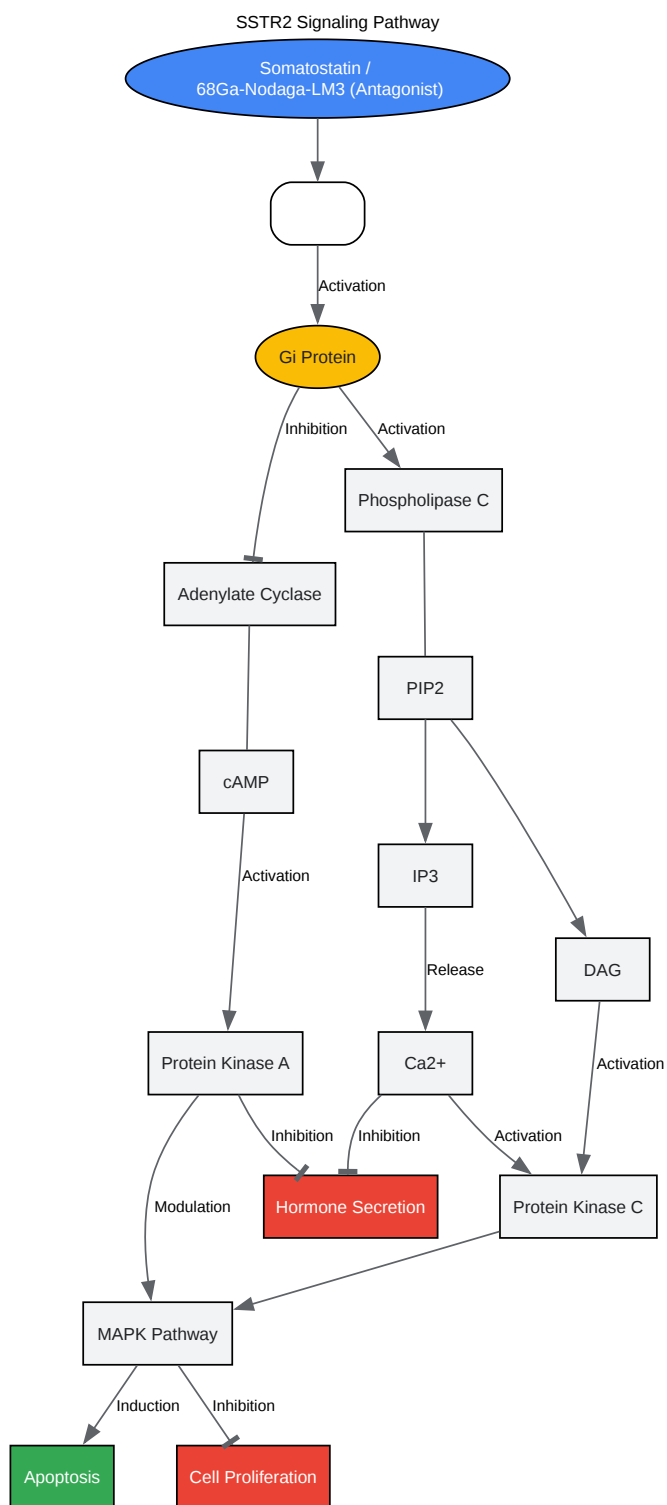 SSTR2 Signaling Pathway
Somatostatin /
68Ga-Nodaga-LM3 (Antagonist)
Activation
Gi Protein
Inhibition
Activation
Phospholipase C
Adenylate Cyclase
PIP2
cAMP
Activation
IP3
Release
DAG
Protein Kinase A
Ca2+
Activation
Inhibition
Inhibition
Activation
Modulation
Hormone Secretion
Protein Kinase C
MAPK Pathway
Induction
Inhibition
Apoptosis
Cell Proliferation